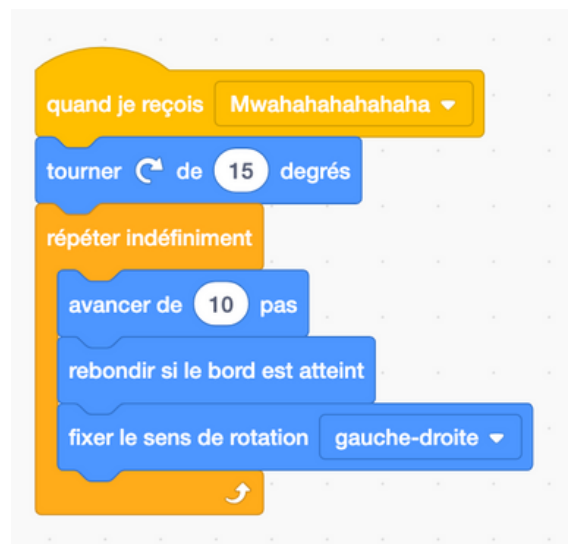 quand je reçois Mwahahahahahaha
tourner de 15 degrés
répéter indéfiniment
avancer de 10 pas
rebondir si le bord est atteint
fixer le sens de rotation gauche-droite